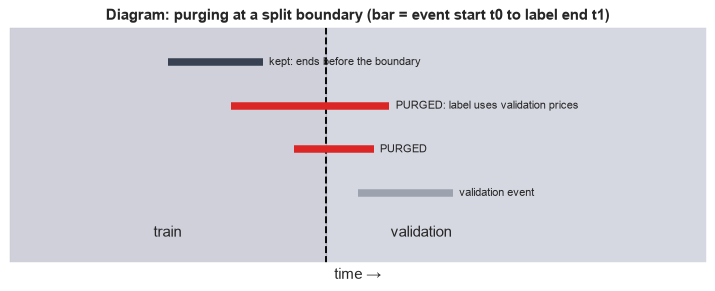 Diagram: purging at a split boundary (bar = event start t0 to label end t1)
kept: ends before the boundary
PURGED: label uses validation prices
PURGED
validation event
train
validation
time →